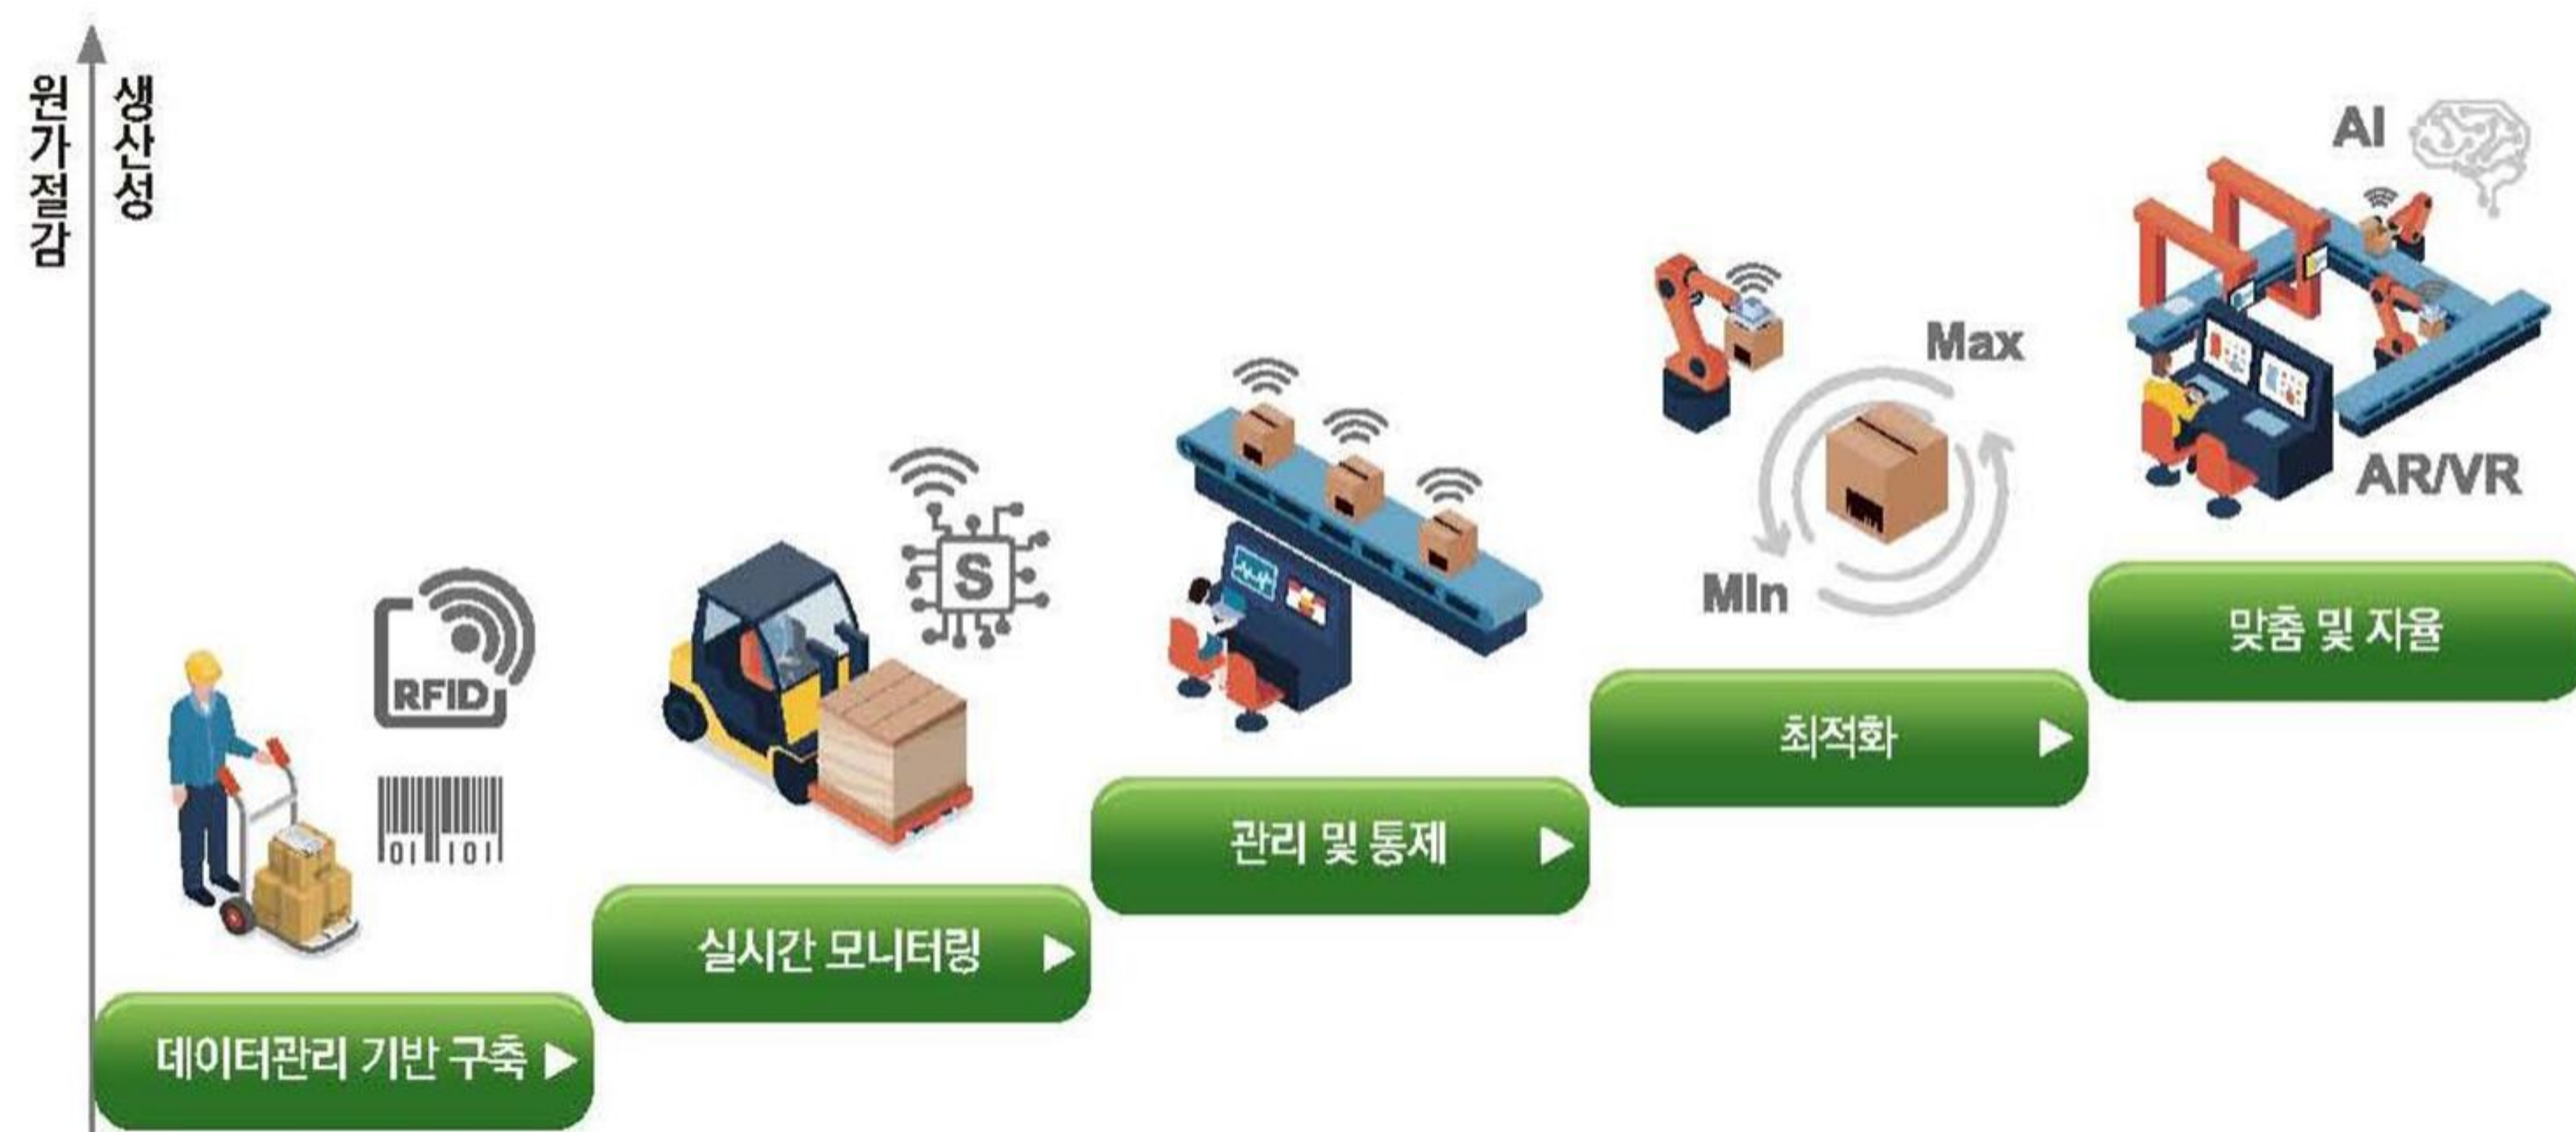 원가절감
생산성
RFID
01 101
데이터관리 기반 구축
S
실시간 모니터링
관리 및 통제
Max
MIn
최적화
AI
AR/VR
맞춤 및 자율